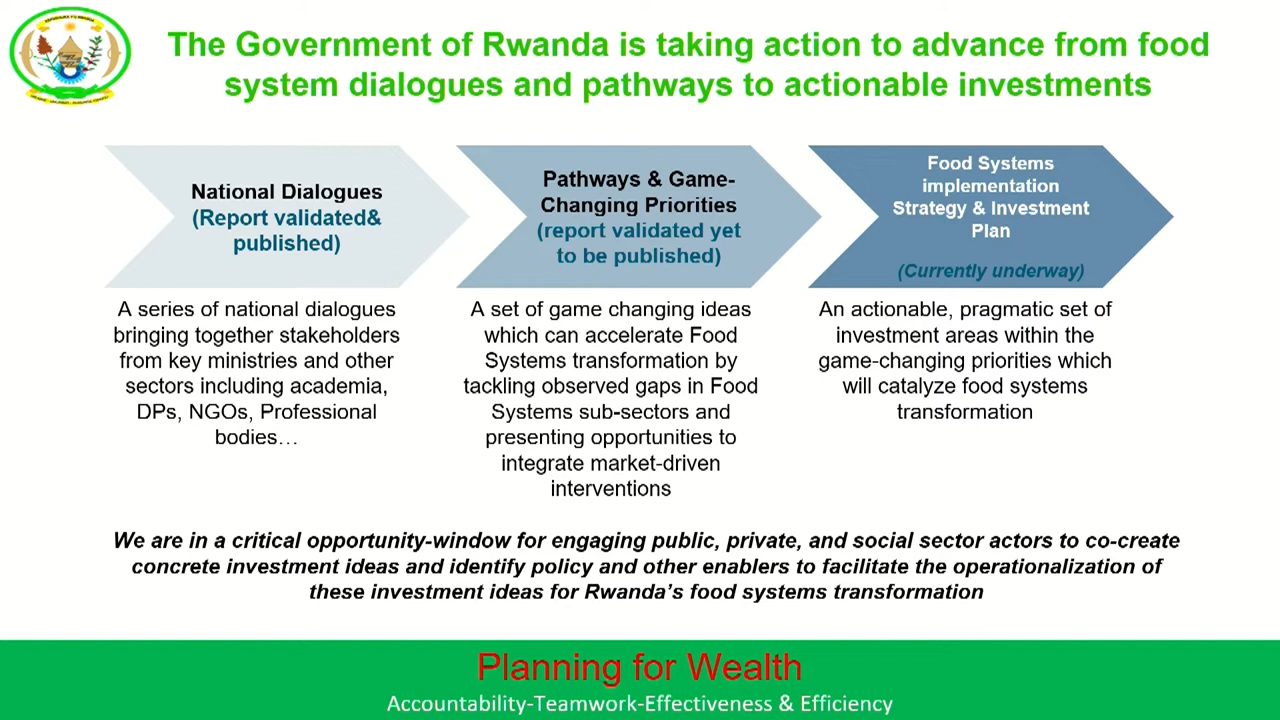 The Government of Rwanda is taking action to advance from food
system dialogues and pathways to actionable investments
National Dialogues
(Report validated&
published)
A series of national dialogues
bringing together stakeholders
from key ministries and other
sectors including academia,
DPs, NGOs, Professional
bodies…
Pathways & Game-
Changing Priorities
(report validated yet
to be published)
A set of game changing ideas
which can accelerate Food
Systems transformation by
tackling observed gaps in Food
Systems sub-sectors and
presenting opportunities to
integrate market-driven
interventions
Food Systems
implementation
Strategy & Investment
Plan
(Currently underway)
An actionable, pragmatic set of
investment areas within the
game-changing priorities which
will catalyze food systems
transformation
We are in a critical opportunity-window for engaging public, private, and social sector actors to co-create
concrete investment ideas and identify policy and other enablers to facilitate the operationalization of
these investment ideas for Rwanda's food systems transformation
Planning for Wealth
Accountability-Teamwork-Effectiveness & Efficiency